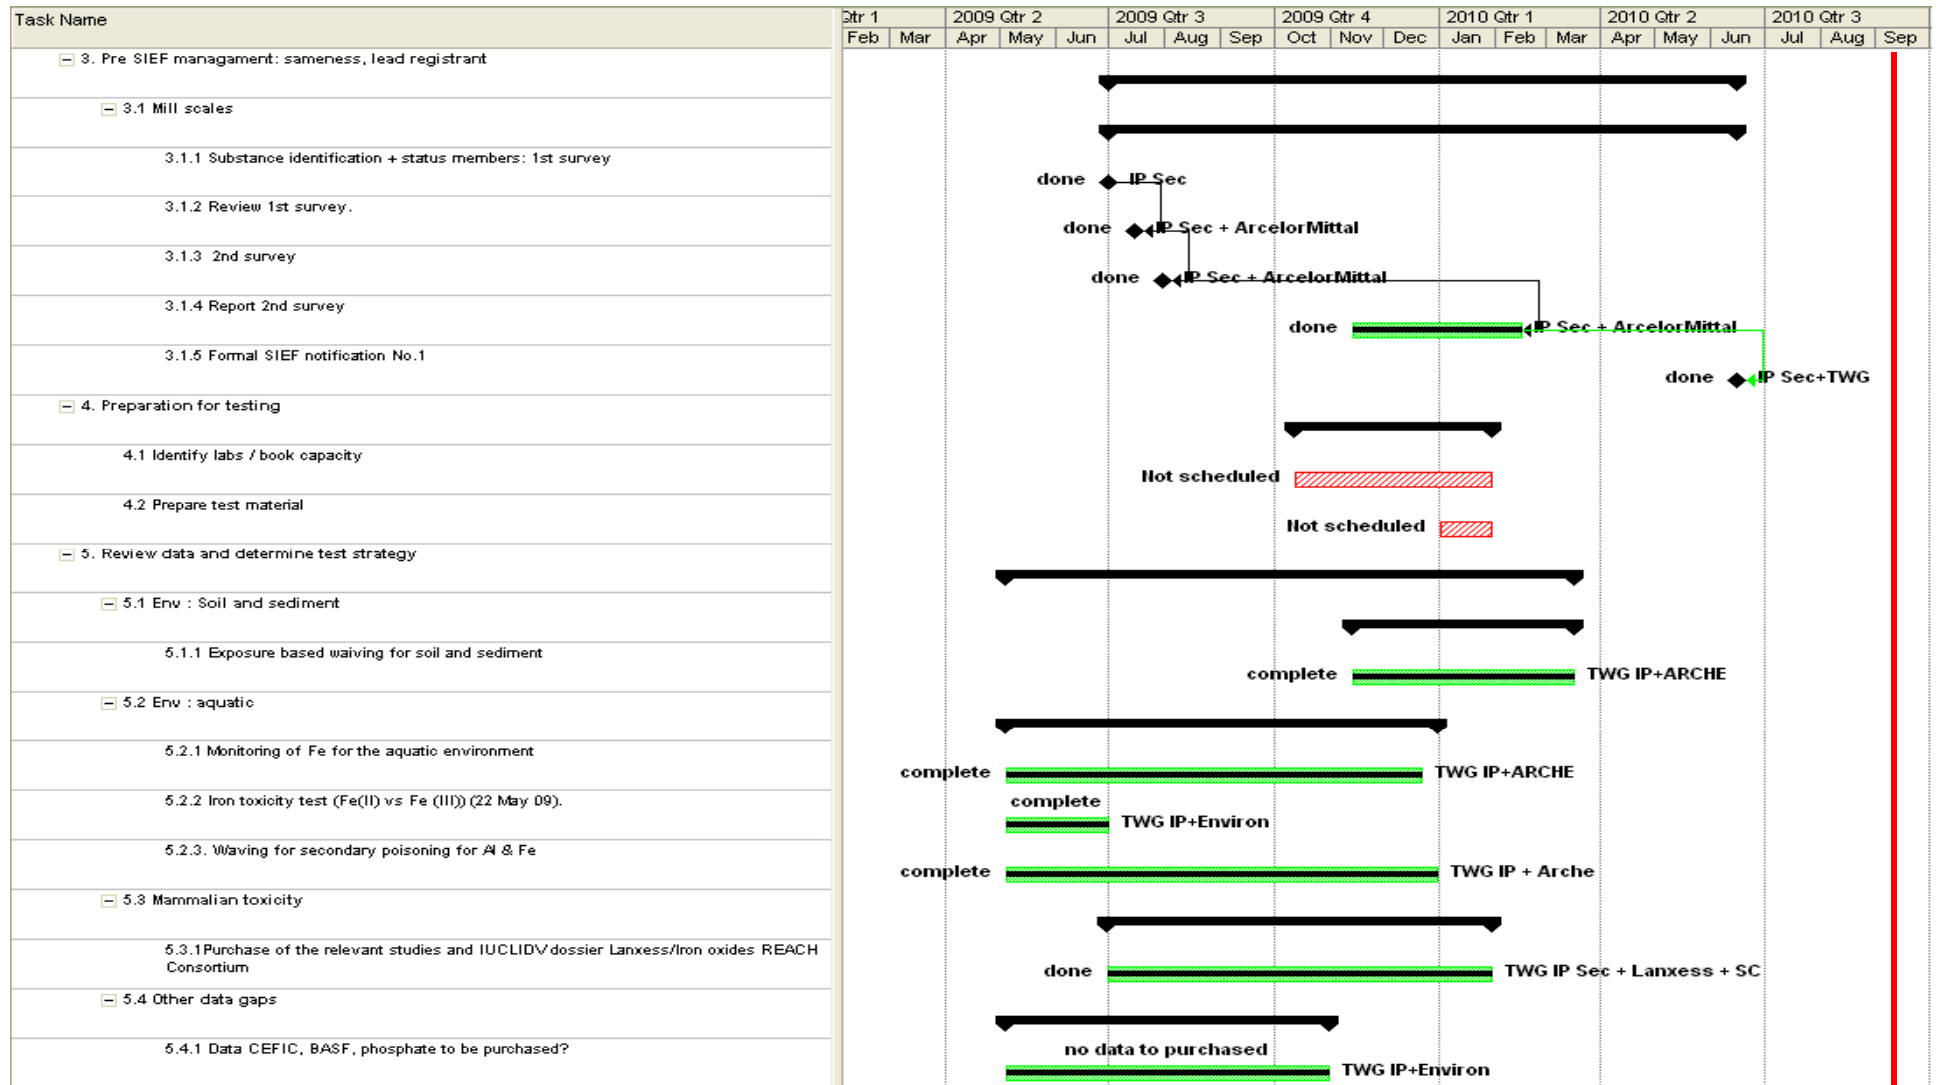 Task Name
Qtr 1 2009 Qtr 2 2009 Qtr 3 2009 Qtr 4 2010 Qtr 1 2010 Qtr 2 2010 Qtr 3
Feb Mar Apr May Jun Jul Aug Sep Oct Nov Dec Jan Feb Mar Apr May Jun Jul Aug Sep
3. Pre SIEF managament: sameness, lead registrant
3.1 Mill scales
3.1.1 Substance identification + status members: 1st survey
done IP Sec
3.1.2 Review 1st survey.
done IP Sec + ArcelorMittal
3.1.3 2nd survey
done IP Sec + ArcelorMittal
3.1.4 Report 2nd survey
done IP Sec + ArcelorMittal
3.1.5 Formal SIEF notification No.1
done IP Sec+TWG
4. Preparation for testing
4.1 Identify labs / book capacity
Not scheduled
4.2 Prepare test material
Not scheduled
5. Review data and determine test strategy
5.1 Env : Soil and sediment
5.1.1 Exposure based waiving for soil and sediment
complete TWG IP+ARCHE
5.2 Env : aquatic
5.2.1 Monitoring of Fe for the aquatic environment
complete TWG IP+ARCHE
5.2.2 Iron toxicity test (Fe(II) vs Fe (III)) (22 May 09).
complete
TWG IP+Environ
5.2.3. Waving for secondary poisoning for Al & Fe
complete TWG IP + Arche
5.3 Mammalian toxicity
5.3.1Purchase of the relevant studies and IUCLIDV dossier Lanxess/Iron oxides REACH
Consortium
done TWG IP Sec + Lanxess + SC
5.4 Other data gaps
5.4.1 Data CEFIC, BASF, phosphate to be purchased?
no data to purchased
TWG IP+Environ